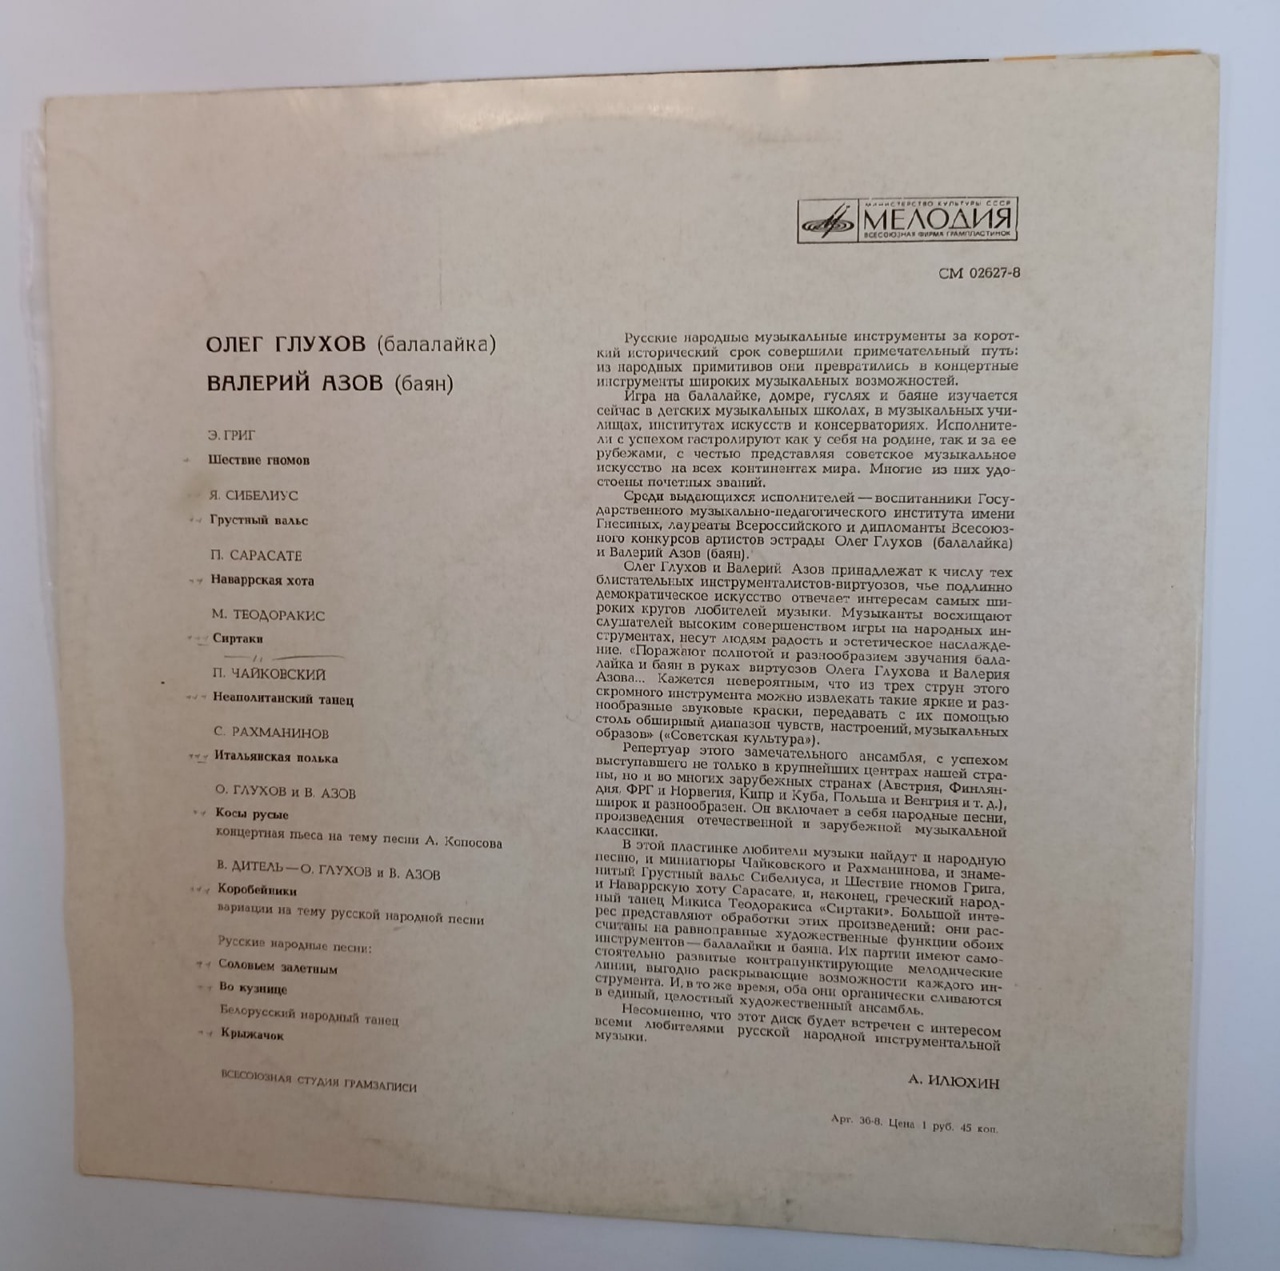 МИНИСТЕРСТВО КУЛЬТУРЫ СССР
МЕЛОДИЯ
ВСЕСОЮЗНАЯ ФИРМА ГРАМПЛАСТИНОК
СМ 02627-8
ОЛЕГ ГЛУХОВ (балалайка)
ВАЛЕРИЙ АЗОВ (баян)
Э. ГРИГ
Шествие гномов
Я. СИБЕЛИУС
Грустный вальс
П. САРАСАТЕ
Наваррская хота
М. ТЕОДОРАКИС
Сиртаки
П. ЧАЙКОВСКИЙ
Неаполитанский танец
С. РАХМАНИНОВ
Итальянская полька
О. ГЛУХОВ и В. АЗОВ
Косы русые
концертная пьеса на тему песни А. Копосова
В. ДИТЕЛЬ — О. ГЛУХОВ и В. АЗОВ
Коробейники
вариации на тему русской народной песни
Русские народные песни:
Соловьем залетным
Во кузнице
Белорусский народный танец
Крыжачок
ВСЕСОЮЗНАЯ СТУДИЯ ГРАМЗАПИСИ
Русские народные музыкальные инструменты за корот-
кий исторический срок совершили примечательный путь:
из народных примитивов они превратились в концертные
инструменты широких музыкальных возможностей.
Игра на балалайке, домре, гуслях и баяне изучается
сейчас в детских музыкальных школах, в музыкальных учи-
лищах, институтах искусств и консерваториях. Исполните-
ли с успехом гастролируют как у себя на родине, так и за ее
рубежами, с честью представляя советское музыкальное
искусство на всех континентах мира. Многие из них удо-
стоены почетных званий.
Среди выдающихся исполнителей — воспитанники Госу-
дарственного музыкально-педагогического института имени
Гнесиных, лауреаты Всероссийского и дипломанты Всесоюз-
ного конкурсов артистов эстрады Олег Глухов (балалайка)
и Валерий Азов (баян).
Олег Глухов и Валерий Азов принадлежат к числу тех
блистательных инструменталистов-виртуозов, чье подлинно
демократическое искусство отвечает интересам самых ши-
роких кругов любителей музыки. Музыканты восхищают
слушателей высоким совершенством игры на народных ин-
струментах, несут людям радость и эстетическое наслажде-
ние. «Поражают полнотой и разнообразием звучания бала-
лайка и баян в руках виртуозов Олега Глухова и Валерия
Азова... Кажется невероятным, что из трех струн этого
скромного инструмента можно извлекать такие яркие и раз-
нообразные звуковые краски, передавать с их помощью
столь обширный диапазон чувств, настроений, музыкальных
образов» («Советская культура»).
Репертуар этого замечательного ансамбля, с успехом
выступавшего не только в крупнейших центрах нашей стра-
ны, но и во многих зарубежных странах (Австрия, Финлян-
дия, ФРГ и Норвегия, Кипр и Куба, Польша и Венгрия и т. д.),
широк и разнообразен. Он включает в себя народные песни,
произведения отечественной и зарубежной музыкальной
классики.
В этой пластинке любители музыки найдут и народную
песню, и миниатюры Чайковского и Рахманинова, и знаме-
нитый Грустный вальс Сибелиуса, и Шествие гномов Грига,
и Наваррскую хоту Сарасате, и, наконец, греческий народ-
ный танец Микиса Теодоракиса «Сиртаки». Большой инте-
рес представляют обработки этих произведений: они рас-
считаны на равноправные художественные функции обоих
инструментов — балалайки и баяна. Их партии имеют само-
стоятельно развитые контрапунктирующие мелодические
линии, выгодно раскрывающие возможности каждого ин-
струмента. И, в то же время, оба они органически сливаются
в единый, целостный художественный ансамбль.
Несомненно, что этот диск будет встречен с интересом
всеми любителями русской народной инструментальной
музыки.
А. ИЛЮХИН
Арт. 36-8. Цена 1 руб. 45 коп.